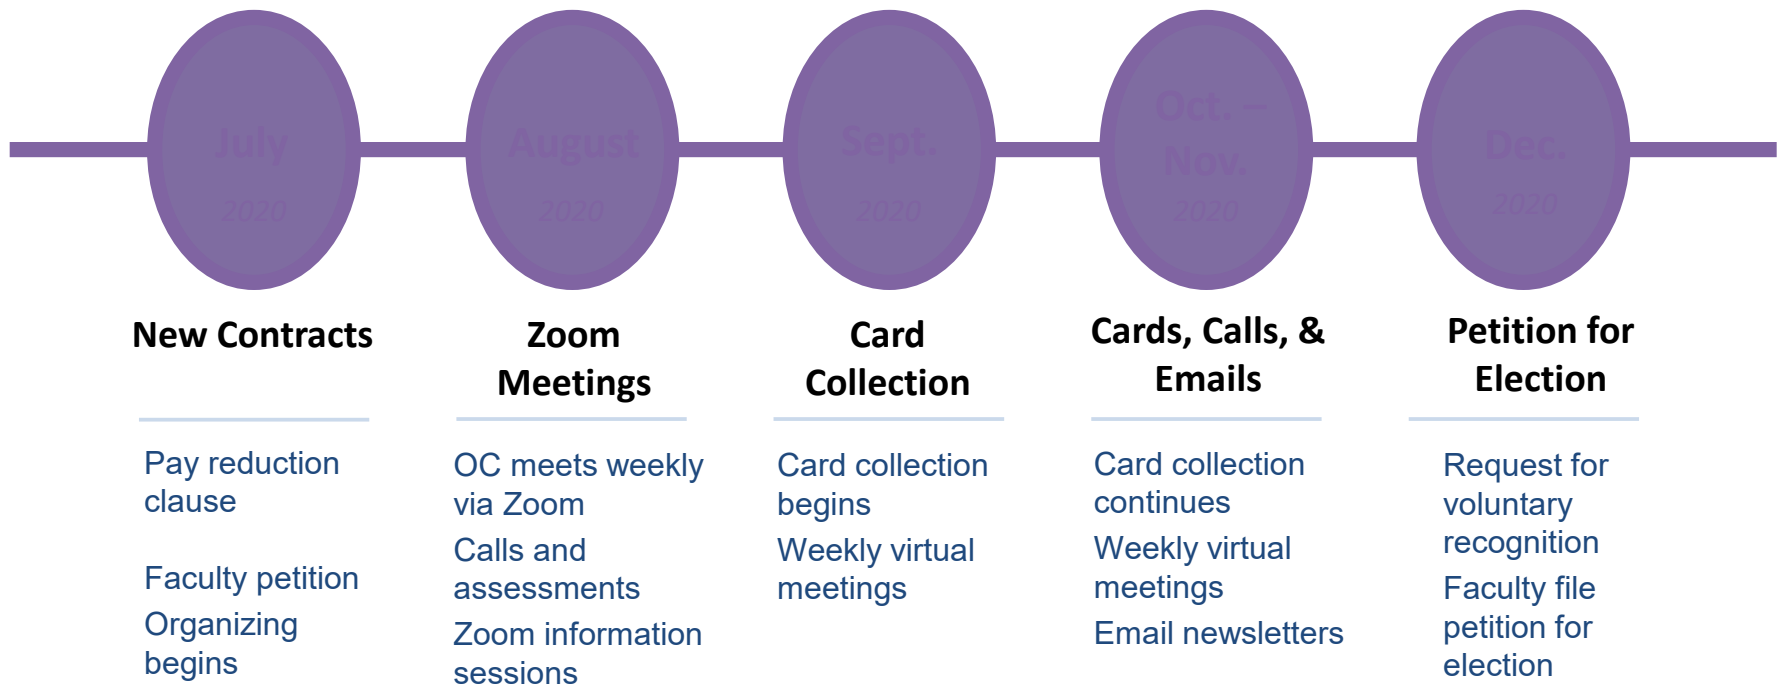 July
2020
New Contracts
Pay reduction
clause
Faculty petition
Organizing
begins
August
2020
Zoom
Meetings
OC meets weekly
via Zoom
Calls and
assessments
Zoom information
sessions
Sept.
2020
Card
Collection
Card collection
begins
Weekly virtual
meetings
Oct. –
Nov.
2020
Cards, Calls, &
Emails
Card collection
continues
Weekly virtual
meetings
Email newsletters
Dec.
2020
Petition for
Election
Request for
voluntary
recognition
Faculty file
petition for
election